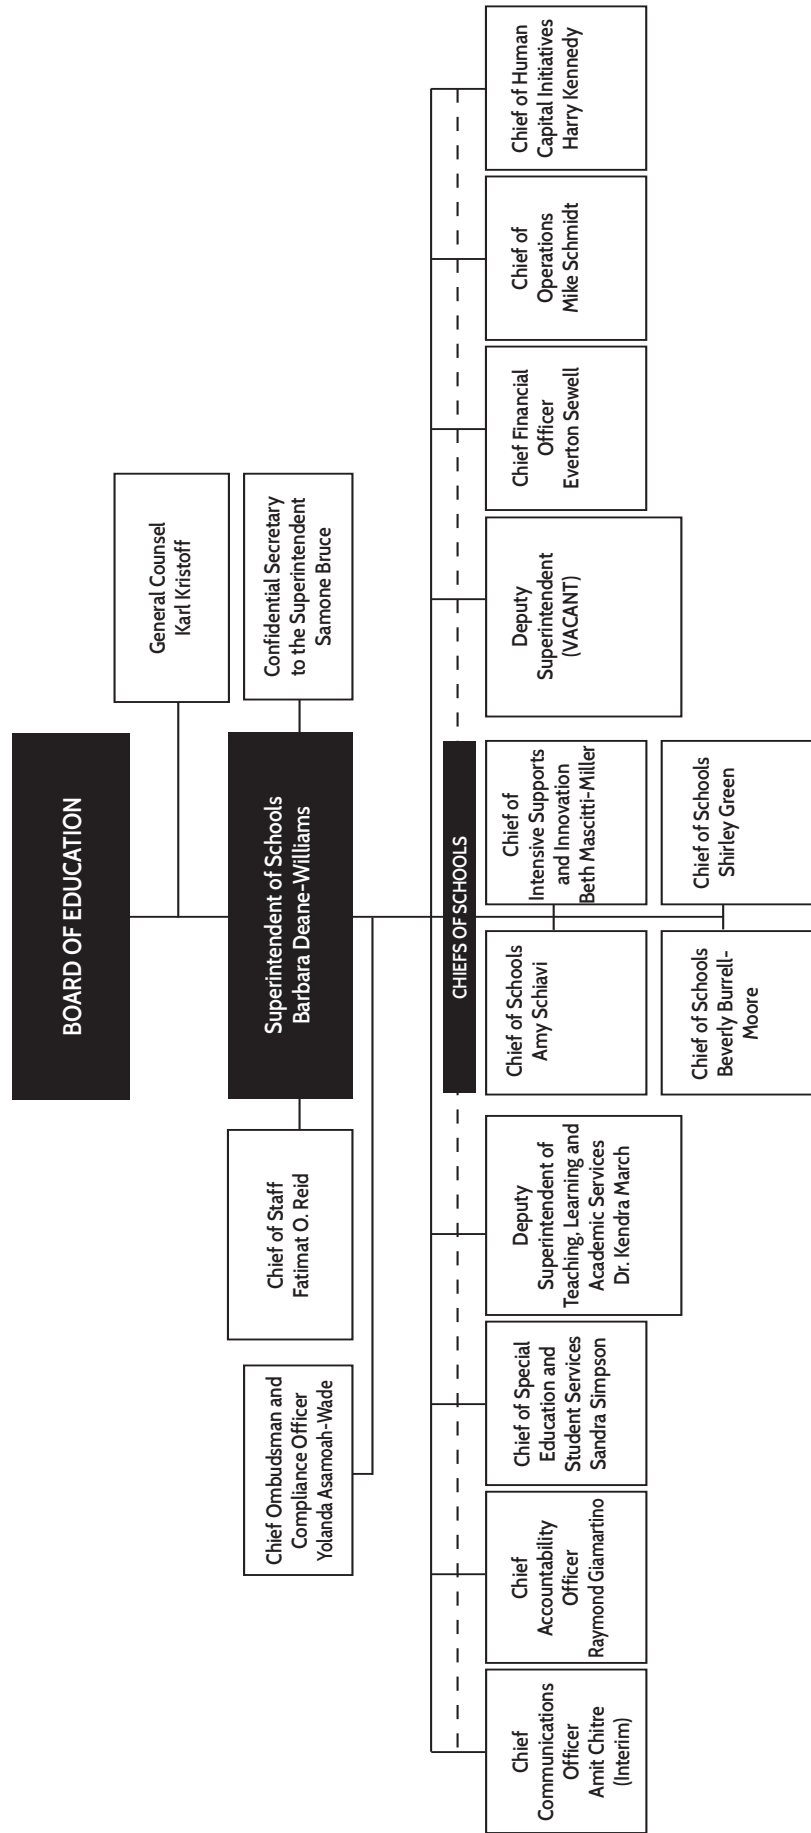 BOARD OF EDUCATION
General Counsel
Karl Kristoff
Superintendent of Schools
Barbara Deane-Williams
Chief of Staff
Fatimat O. Reid
Confidential Secretary
to the Superintendent
Samone Bruce
Chief Ombudsman and
Compliance Officer
Yolanda Asamoah-Wade
CHIEFS OF SCHOOLS
Chief
Communications
Officer
Amit Chitre
(Interim)
Chief
Accountability
Officer
Raymond Giamartino
Chief of Special
Education and
Student Services
Sandra Simpson
Deputy
Superintendent of
Teaching, Learning and
Academic Services
Dr. Kendra March
Chief of Schools
Amy Schiavi
Chief of
Intensive Supports
and Innovation
Beth Mascitti-Miller
Deputy
Superintendent
(VACANT)
Chief Financial
Officer
Everton Sewell
Chief of
Operations
Mike Schmidt
Chief of Human
Capital Initiatives
Harry Kennedy
Chief of Schools
Beverly Burrell-
Moore
Chief of Schools
Shirley Green